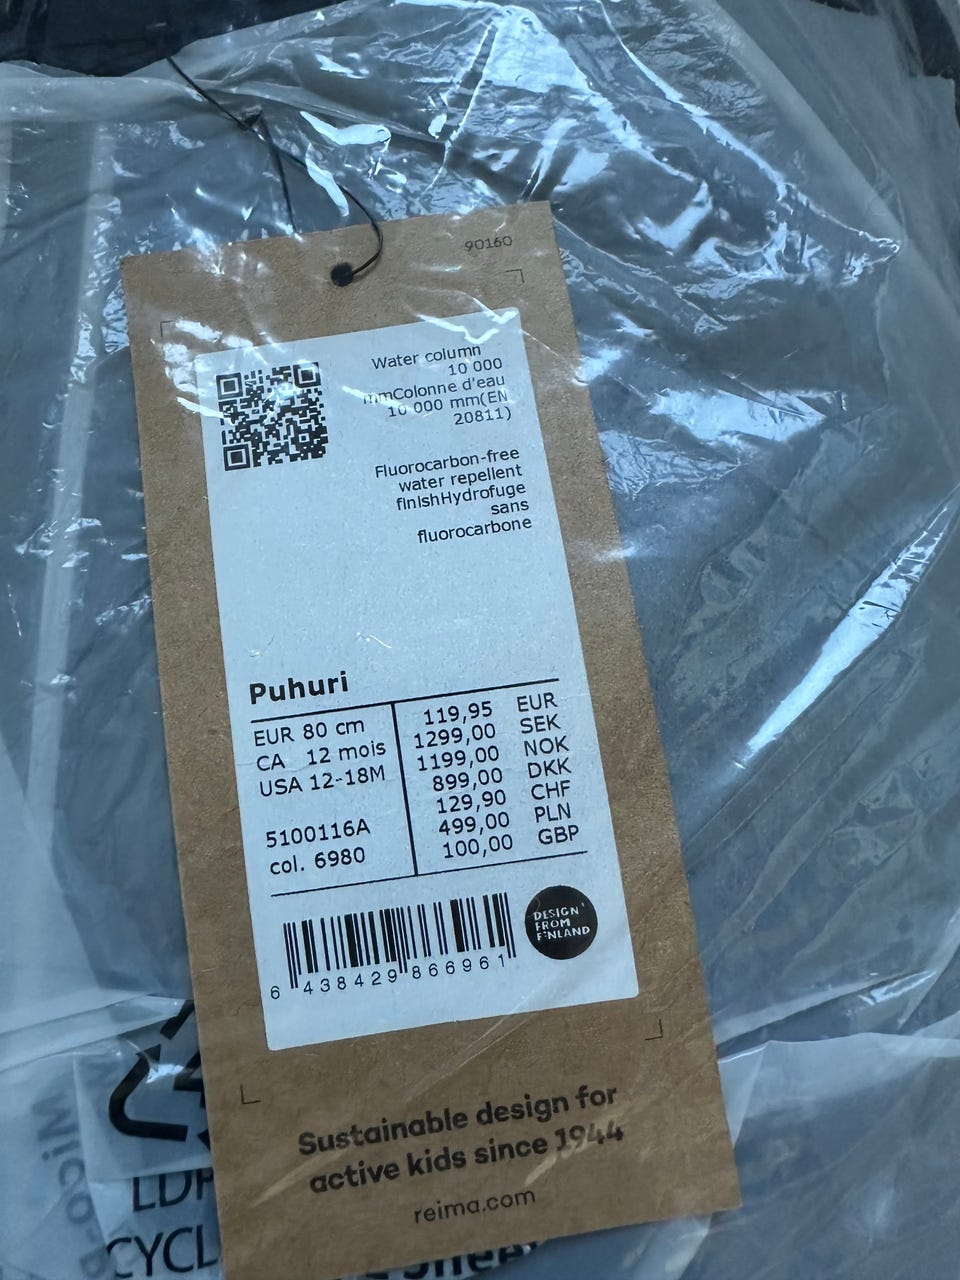 90160
Water column
10 000
mmColonne d'eau
10 000 mm(EN
20811)
Fluorocarbon-free
water repellent
finishHydrofuge
sans
fluorocarbone
Puhuri
EUR 80 cm
CA 12 mois
USA 12-18M
5100116A
col. 6980
119,95 EUR
1299,00 SEK
1199,00 NOK
899,00 DKK
129,90 CHF
499,00 PLN
100,00 GBP
6 438429 866961
DESIGN
FROM
FINLAND
Sustainable design for
active kids since 1944
reima.com
LDP
CYCL